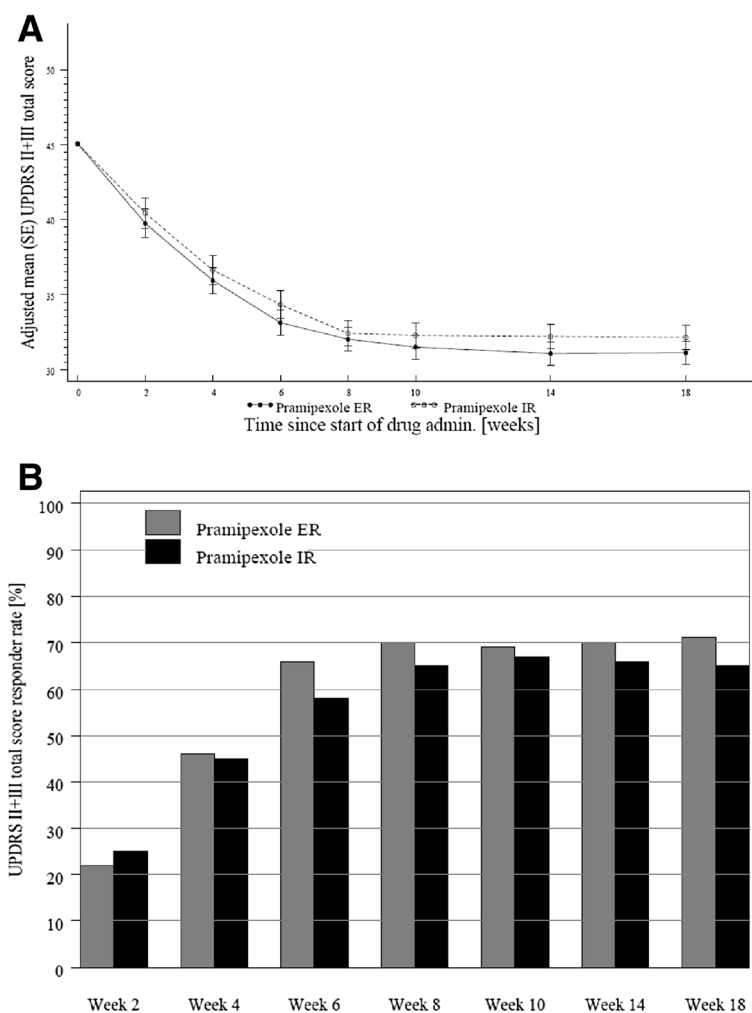 A
Adjusted mean (SE) UPDRS II+III total score
50
45
40
35
30
0 2 4 6 8 10 14 18
Pramipexole ER Pramipexole IR
Time since start of drug admin. [weeks]
B
UPDRS II+III total score responder rate [%]
100
90
80
70
60
50
40
30
20
10
0
Pramipexole ER
Pramipexole IR
Week 2 Week 4 Week 6 Week 8 Week 10 Week 14 Week 18